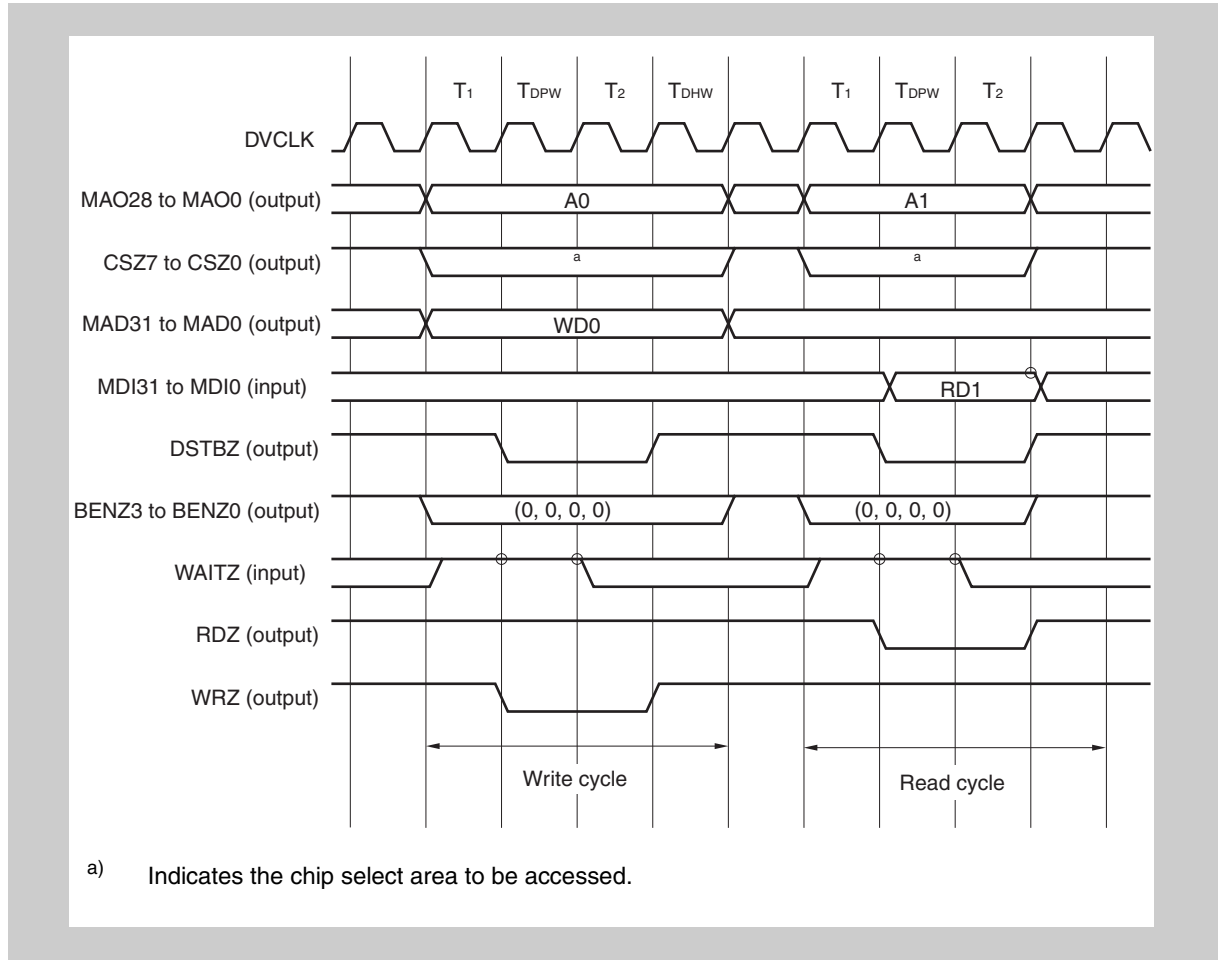 T1 TDPW T2 TDHW T1 TDPW T2
DVCLK
MAO28 to MAO0 (output) A0 A1
CSZ7 to CSZ0 (output) a a
MAD31 to MAD0 (output) WD0
MDI31 to MDI0 (input) RD1
DSTBZ (output)
BENZ3 to BENZ0 (output) (0, 0, 0, 0) (0, 0, 0, 0)
WAITZ (input)
RDZ (output)
WRZ (output)
Write cycle Read cycle
a) Indicates the chip select area to be accessed.